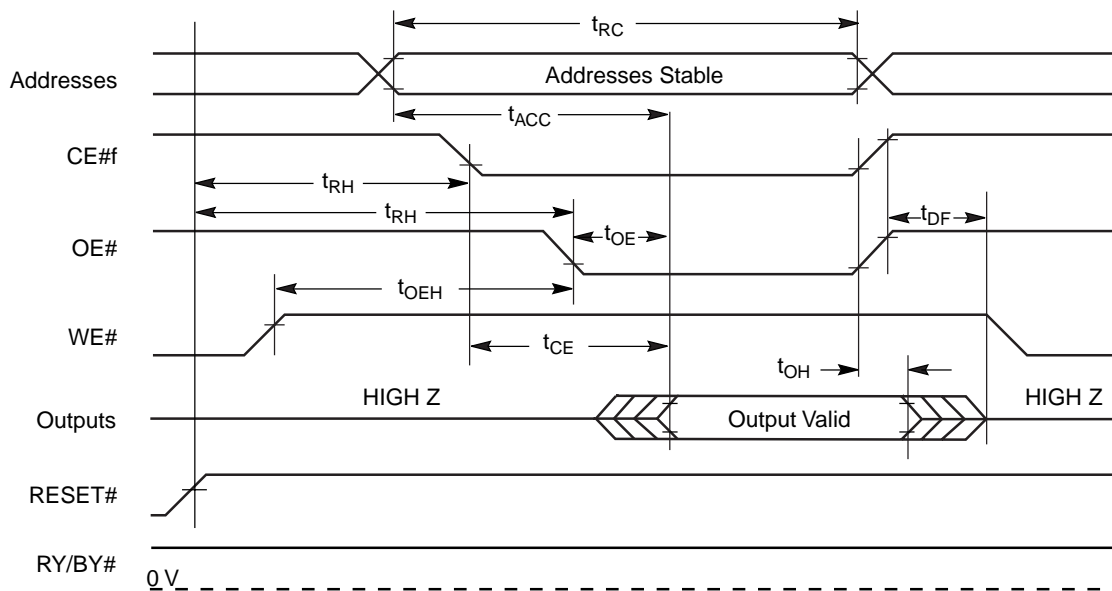 tRC
Addresses
Addresses Stable
tACC
CE#f
tRH
tRH
tDF
OE#
tOE
tOEH
WE#
tCE
tOH
HIGH Z
HIGH Z
Outputs
Output Valid
RESET#
RY/BY#
0 V